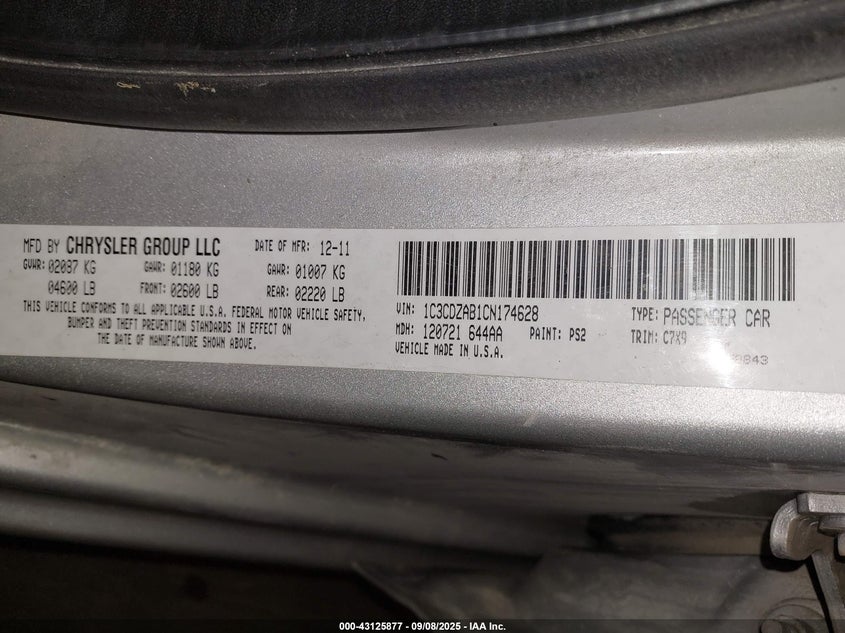 MFD BY CHRYSLER GROUP LLC DATE OF MFR: 12-11
GVWR: 02087 KG GAWR: 01180 KG GAWR: 01007 KG
04600 LB FRONT: 02600 LB REAR: 02220 LB
THIS VEHICLE CONFORMS TO ALL APPLICABLE U.S.A. FEDERAL MOTOR VEHICLE SAFETY,
BUMPER AND THEFT PREVENTION STANDARDS IN EFFECT ON
THE DATE OF MANUFACTURE SHOWN ABOVE.
VIN: 1C3CDZAB1CN174628 TYPE: PASSENGER CAR
MDH: 120721 644AA PAINT: PS2 TRIM: C7X9
VEHICLE MADE IN U.S.A.
000-43125877 - 09/08/2025 - IAA Inc.